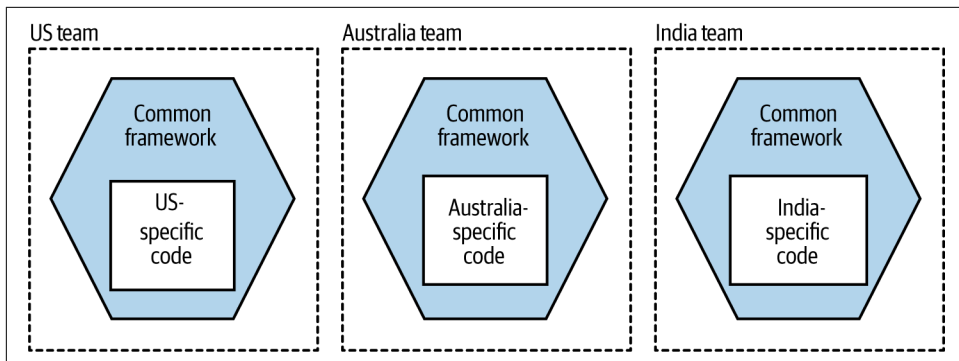 US team
Common
framework
US-
specific
code
Australia team
Common
framework
Australia-
specific
code
India team
Common
framework
India-
specific
code